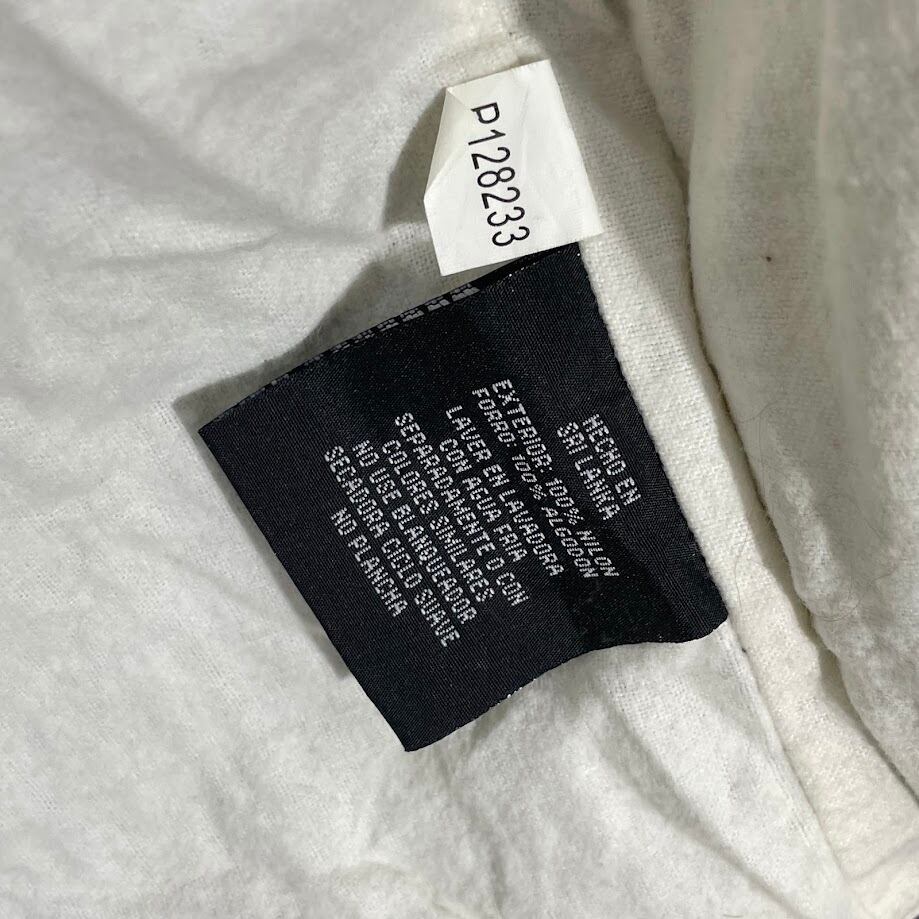 P128233
HECHO EN
SRI LANKA
EXTERIOR: 100% NILON
FORRO: 100% ALGODON
LAVER EN LAVADORA
CON AGUA FRIA
SEPARADAMENTE O CON
COLORES SIMILARES
NO USE BLANQUEADOR
SECADORA CICLO SUAVE
NO PLANCHA